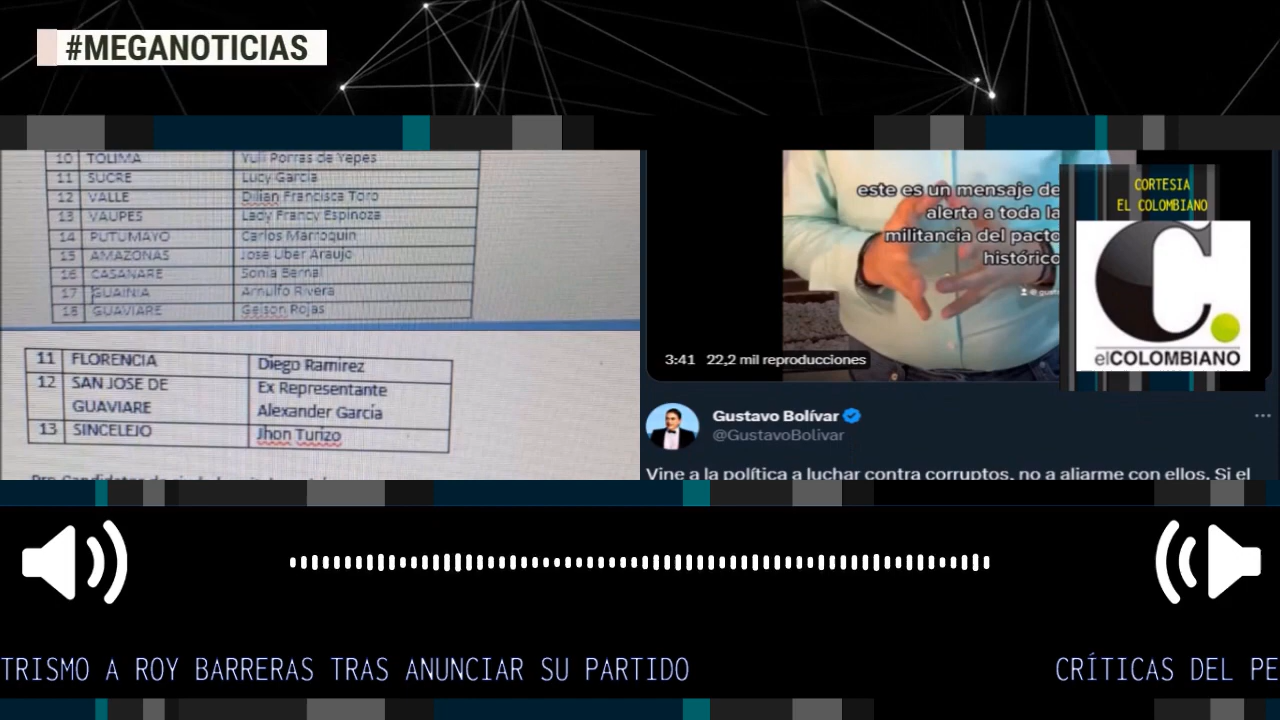 #MEGANOTICIAS
10 TOLIMA Yuli Porras de Yepes
11 SUCRE Lucy Garcia
12 VALLE Dilian Francisca Toro
13 VAUPES Lady Francy Espinoza
14 PUTUMAYO Carlos Marroquin
15 AMAZONAS Jose Uber Araujo
16 CASANARE Sonia Bernal
17 GUAINIA Arnulfo Rivera
18 GUAVIARE Geison Rojas
11 FLORENCIA Diego Ramirez
12 SAN JOSE DE Ex Representante
GUAVIARE Alexander García
13 SINCELEJO Jhon Turizo
este es un mensaje de
alerta a toda la
militancia del pacto
histórico
3:41 22,2 mil reproducciones
CORTESIA
EL COLOMBIANO
elCOLOMBIANO
Gustavo Bolívar
@GustavoBolivar
Vine a la política a luchar contra corruptos, no a aliarme con ellos. Si el
TRISMO A ROY BARRERAS TRAS ANUNCIAR SU PARTIDO CRÍTICAS DEL PE